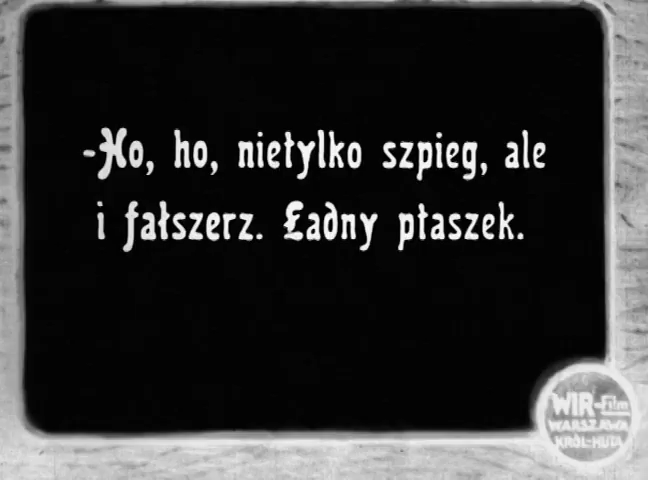 -Ho, ho, nietylko szpieg, ale
i fałszerz. Ładny ptaszek.
WIR-Film
WARSZAWA
KRÓL-HUTA